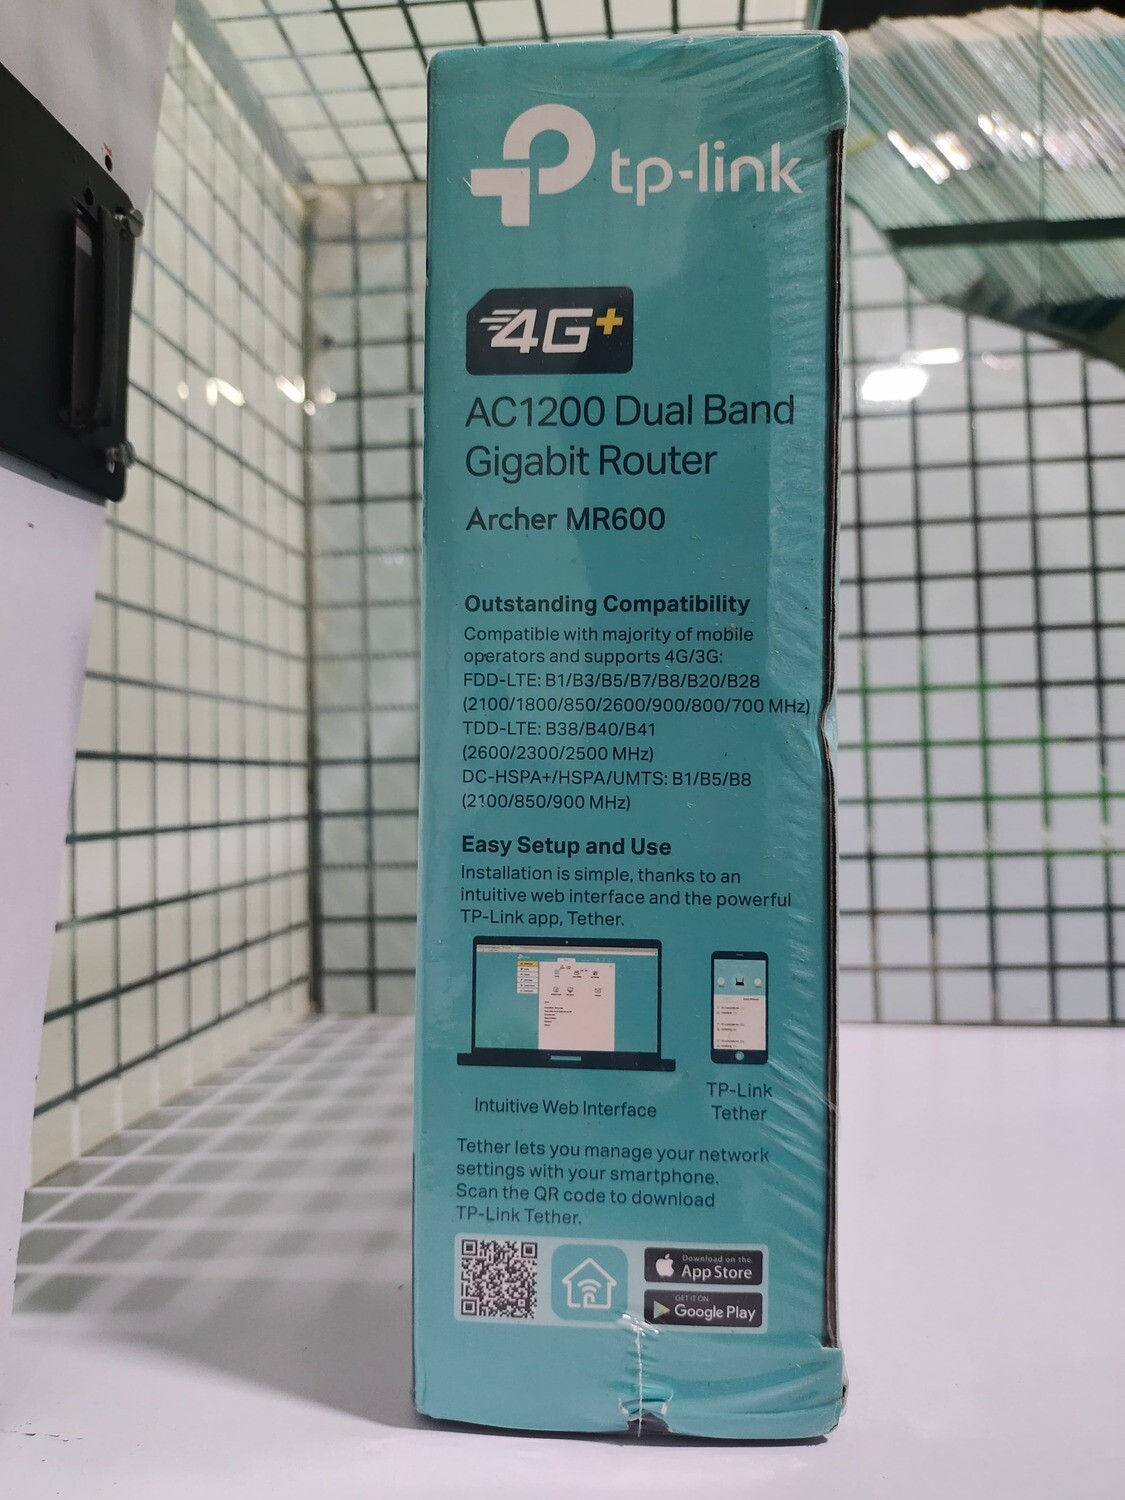 tp-link
4G+
AC1200 Dual Band
Gigabit Router
Archer MR600
Outstanding Compatibility
Compatible with majority of mobile
operators and supports 4G/3G:
FDD-LTE: B1/B3/B5/B7/B8/B20/B28
(2100/1800/850/2600/900/800/700 MHz)
TDD-LTE: B38/B40/B41
(2600/2300/2500 MHz)
DC-HSPA+/HSPA/UMTS: B1/B5/B8
(2100/850/900 MHz)
Easy Setup and Use
Installation is simple, thanks to an
intuitive web interface and the powerful
TP-Link app, Tether.
Intuitive Web Interface
TP-Link
Tether
Tether lets you manage your network
settings with your smartphone.
Scan the QR code to download
TP-Link Tether.
Download on the
App Store
GET IT ON
Google Play